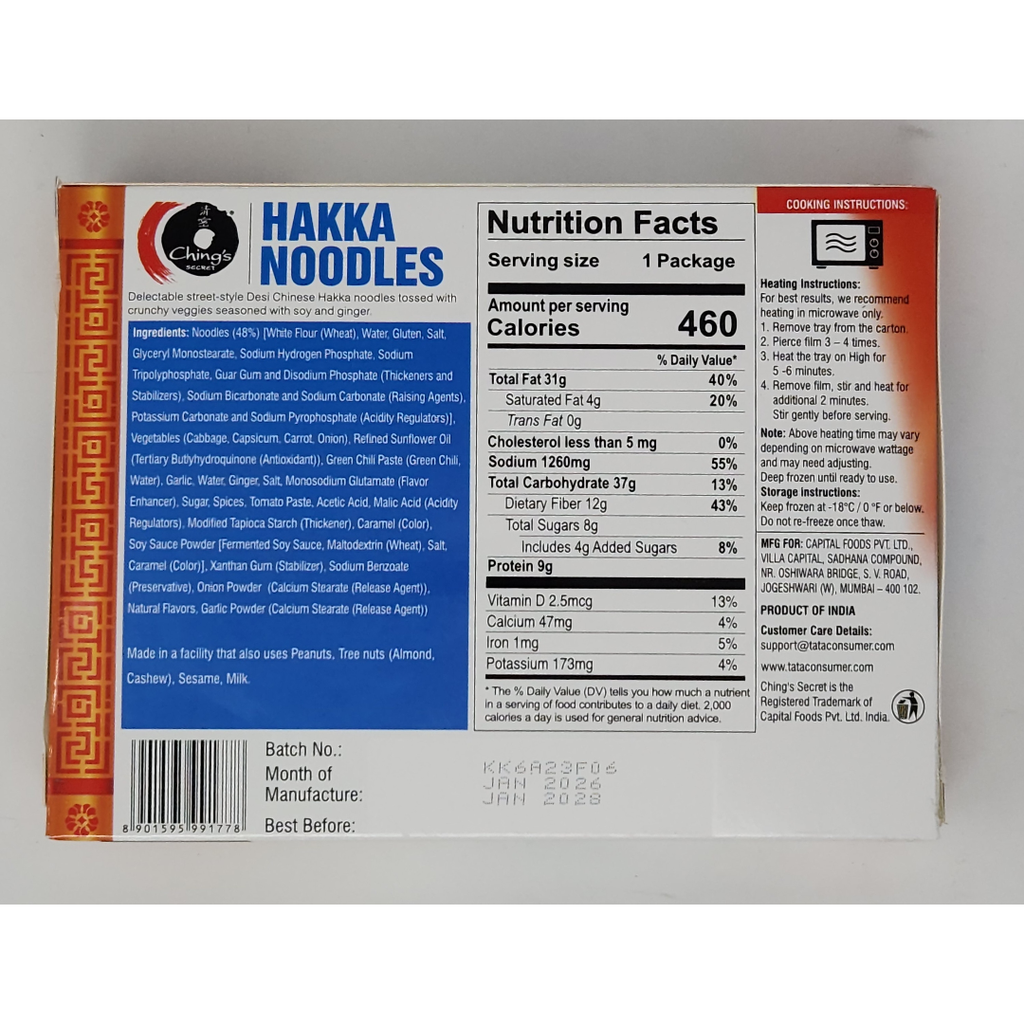 Ching's
SECRET
HAKKA
NOODLES
Delectable street-style Desi Chinese Hakka noodles tossed with
crunchy veggies seasoned with soy and ginger.
Ingredients: Noodles (48%) [White Flour (Wheat), Water, Gluten, Salt,
Glyceryl Monostearate, Sodium Hydrogen Phosphate, Sodium
Tripolyphosphate, Guar Gum and Disodium Phosphate (Thickeners and
Stabilizers), Sodium Bicarbonate and Sodium Carbonate (Raising Agents),
Potassium Carbonate and Sodium Pyrophosphate (Acidity Regulators)],
Vegetables (Cabbage, Capsicum, Carrot, Onion), Refined Sunflower Oil
(Tertiary Butlyhydroquinone (Antioxidant)), Green Chili Paste (Green Chili,
Water), Garlic, Water, Ginger, Salt, Monosodium Glutamate (Flavor
Enhancer), Sugar, Spices, Tomato Paste, Acetic Acid, Malic Acid (Acidity
Regulators), Modified Tapioca Starch (Thickener), Caramel (Color),
Soy Sauce Powder [Fermented Soy Sauce, Maltodextrin (Wheat), Salt,
Caramel (Color)], Xanthan Gum (Stabilizer), Sodium Benzoate
(Preservative), Onion Powder (Calcium Stearate (Release Agent)),
Natural Flavors, Garlic Powder (Calcium Stearate (Release Agent))
Made in a facility that also uses Peanuts, Tree nuts (Almond,
Cashew), Sesame, Milk.
8 901595 991778
Batch No.:
Month of
Manufacture:
Best Before:
KK6A23F06
JAN 2026
JAN 2028
Nutrition Facts
Serving size 1 Package
Amount per serving
Calories 460
% Daily Value*
Total Fat 31g 40%
Saturated Fat 4g 20%
Trans Fat 0g
Cholesterol less than 5 mg 0%
Sodium 1260mg 55%
Total Carbohydrate 37g 13%
Dietary Fiber 12g 43%
Total Sugars 8g
Includes 4g Added Sugars 8%
Protein 9g
Vitamin D 2.5mcg 13%
Calcium 47mg 4%
Iron 1mg 5%
Potassium 173mg 4%
* The % Daily Value (DV) tells you how much a nutrient
in a serving of food contributes to a daily diet. 2,000
calories a day is used for general nutrition advice.
COOKING INSTRUCTIONS:
Heating Instructions:
For best results, we recommend
heating in microwave only.
1. Remove tray from the carton.
2. Pierce film 3 – 4 times.
3. Heat the tray on High for
5 -6 minutes.
4. Remove film, stir and heat for
additional 2 minutes.
Stir gently before serving.
Note: Above heating time may vary
depending on microwave wattage
and may need adjusting.
Deep frozen until ready to use.
Storage instructions:
Keep frozen at -18°C / 0 °F or below.
Do not re-freeze once thaw.
MFG FOR: CAPITAL FOODS PVT. LTD.,
VILLA CAPITAL, SADHANA COMPOUND,
NR. OSHIWARA BRIDGE, S. V. ROAD,
JOGESHWARI (W), MUMBAI – 400 102.
PRODUCT OF INDIA
Customer Care Details:
support@tataconsumer.com
www.tataconsumer.com
Ching's Secret is the
Registered Trademark of
Capital Foods Pvt. Ltd. India.